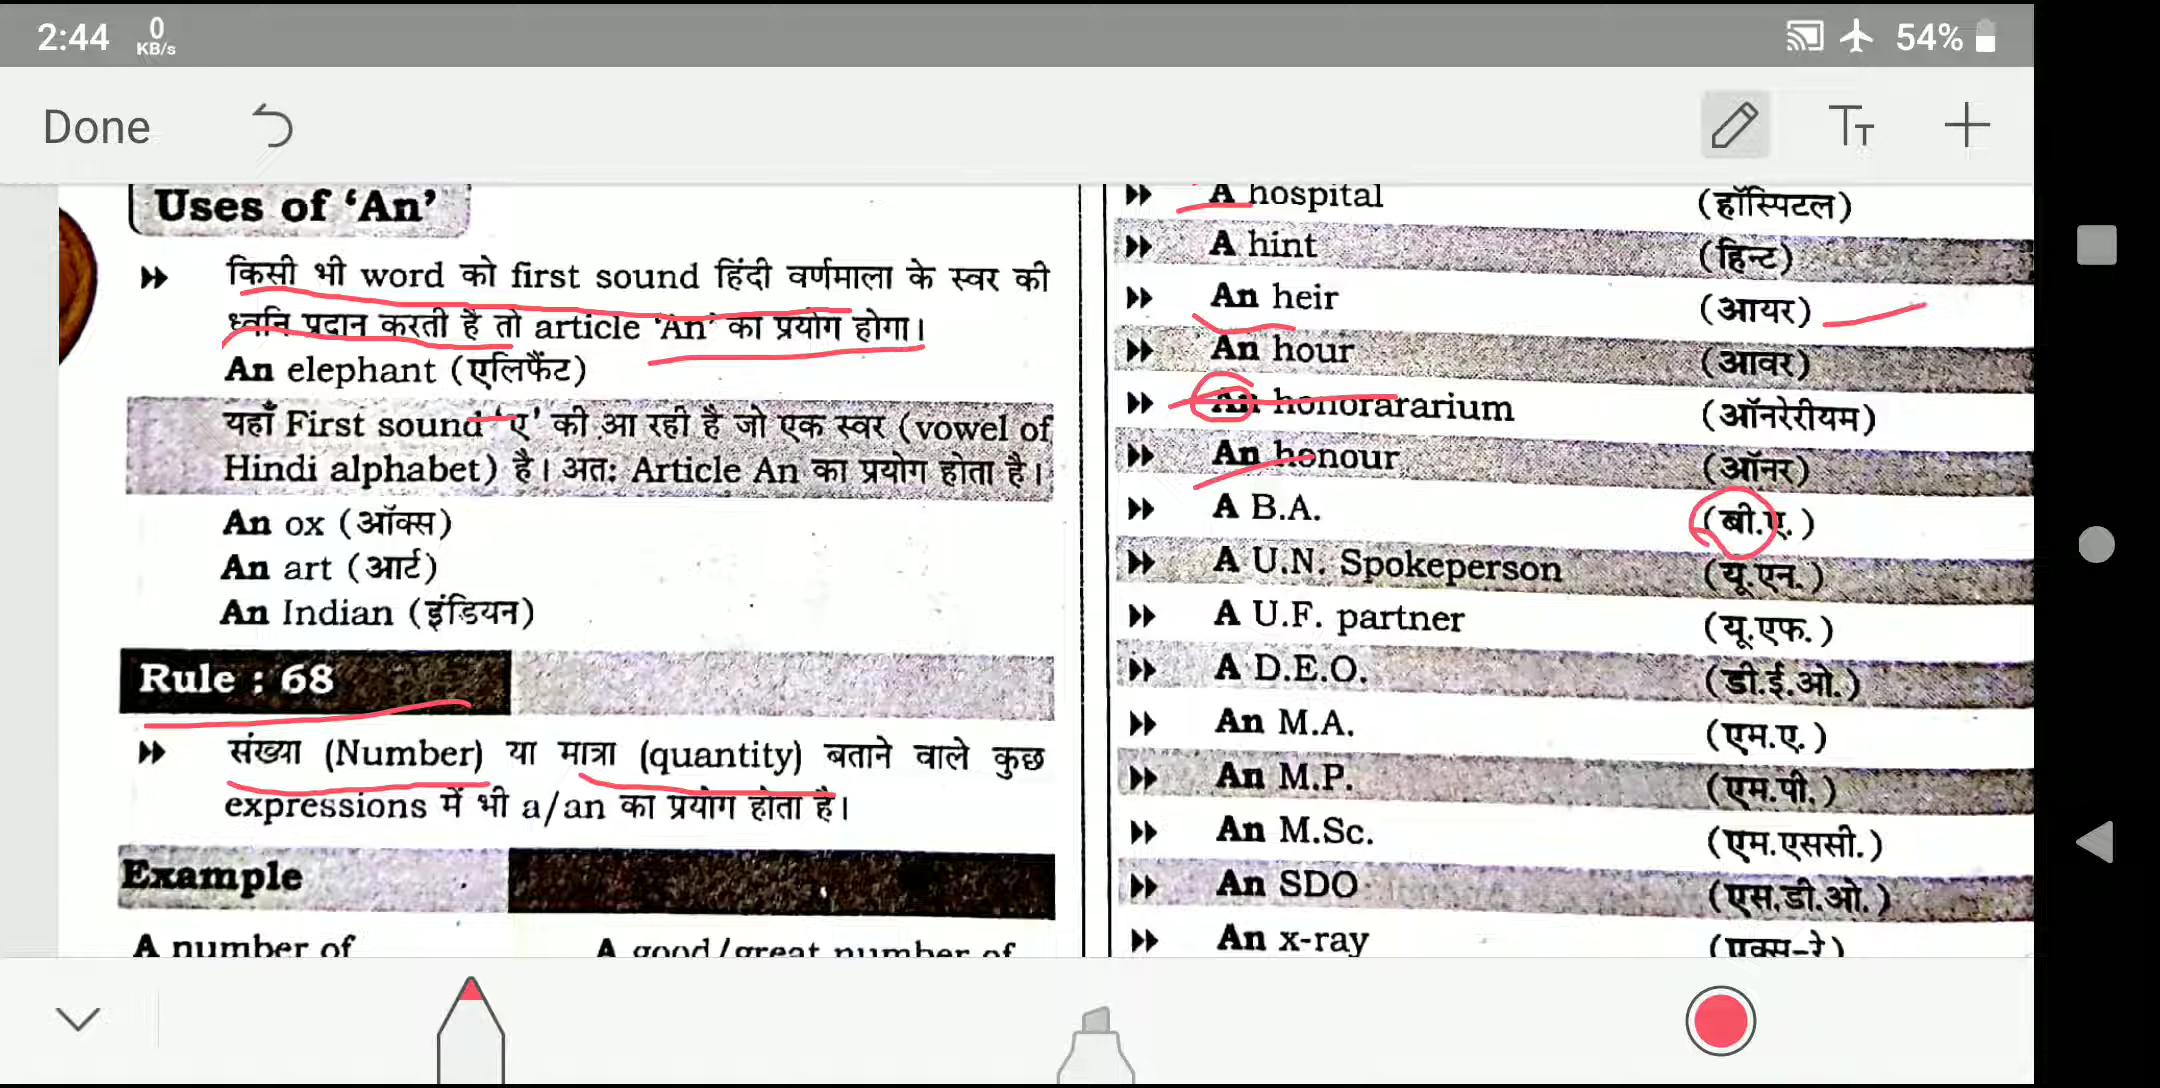 2:44 0 KB/s 54%
Done TT
Uses of ‘An’
किसी भी word को first sound हिंदी वर्णमाला के स्वर की
ध्वनि प्रदान करती है तो article ‘An’ का प्रयोग होगा।
An elephant (एलिफैंट)
यहाँ First sound ‘ए’ की आ रही है जो एक स्वर (vowel of
Hindi alphabet) है। अत: Article An का प्रयोग होता है।
An ox (ऑक्स)
An art (आर्ट)
An Indian (इंडियन)
Rule : 68
संख्या (Number) या मात्रा (quantity) बताने वाले कुछ
expressions में भी a/an का प्रयोग होता है।
Example
A number of A good/great number of
A hospital (हॉस्पिटल)
A hint (हिन्ट)
An heir (आयर)
An hour (आवर)
An honorararium (ऑनरेरीयम)
An honour (ऑनर)
A B.A. (बी.ए.)
A U.N. Spokeperson (यू.एन.)
A U.F. partner (यू.एफ.)
A D.E.O. (डी.ई.ओ.)
An M.A. (एम.ए.)
An M.P. (एम.पी.)
An M.Sc. (एम.एससी.)
An SDO (एस.डी.ओ.)
An x-ray (एक्स-रे)